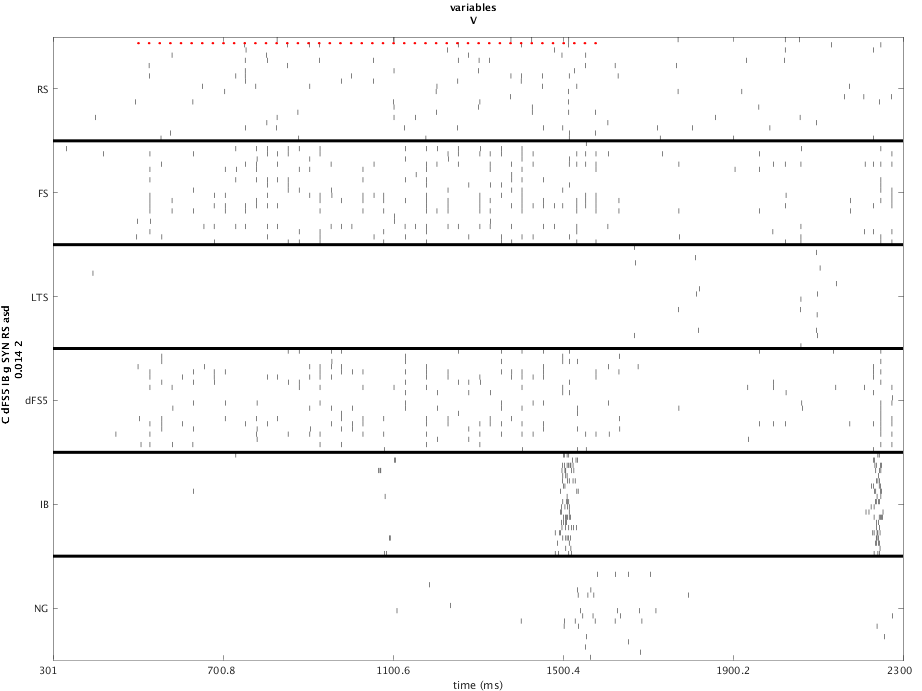 variables
V
RS
FS
LTS
dFS5
IB
NG
C dFS5 IB g SYN RS asd
0.014 2
301
700.8
1100.6
1500.4
1900.2
2300
time (ms)